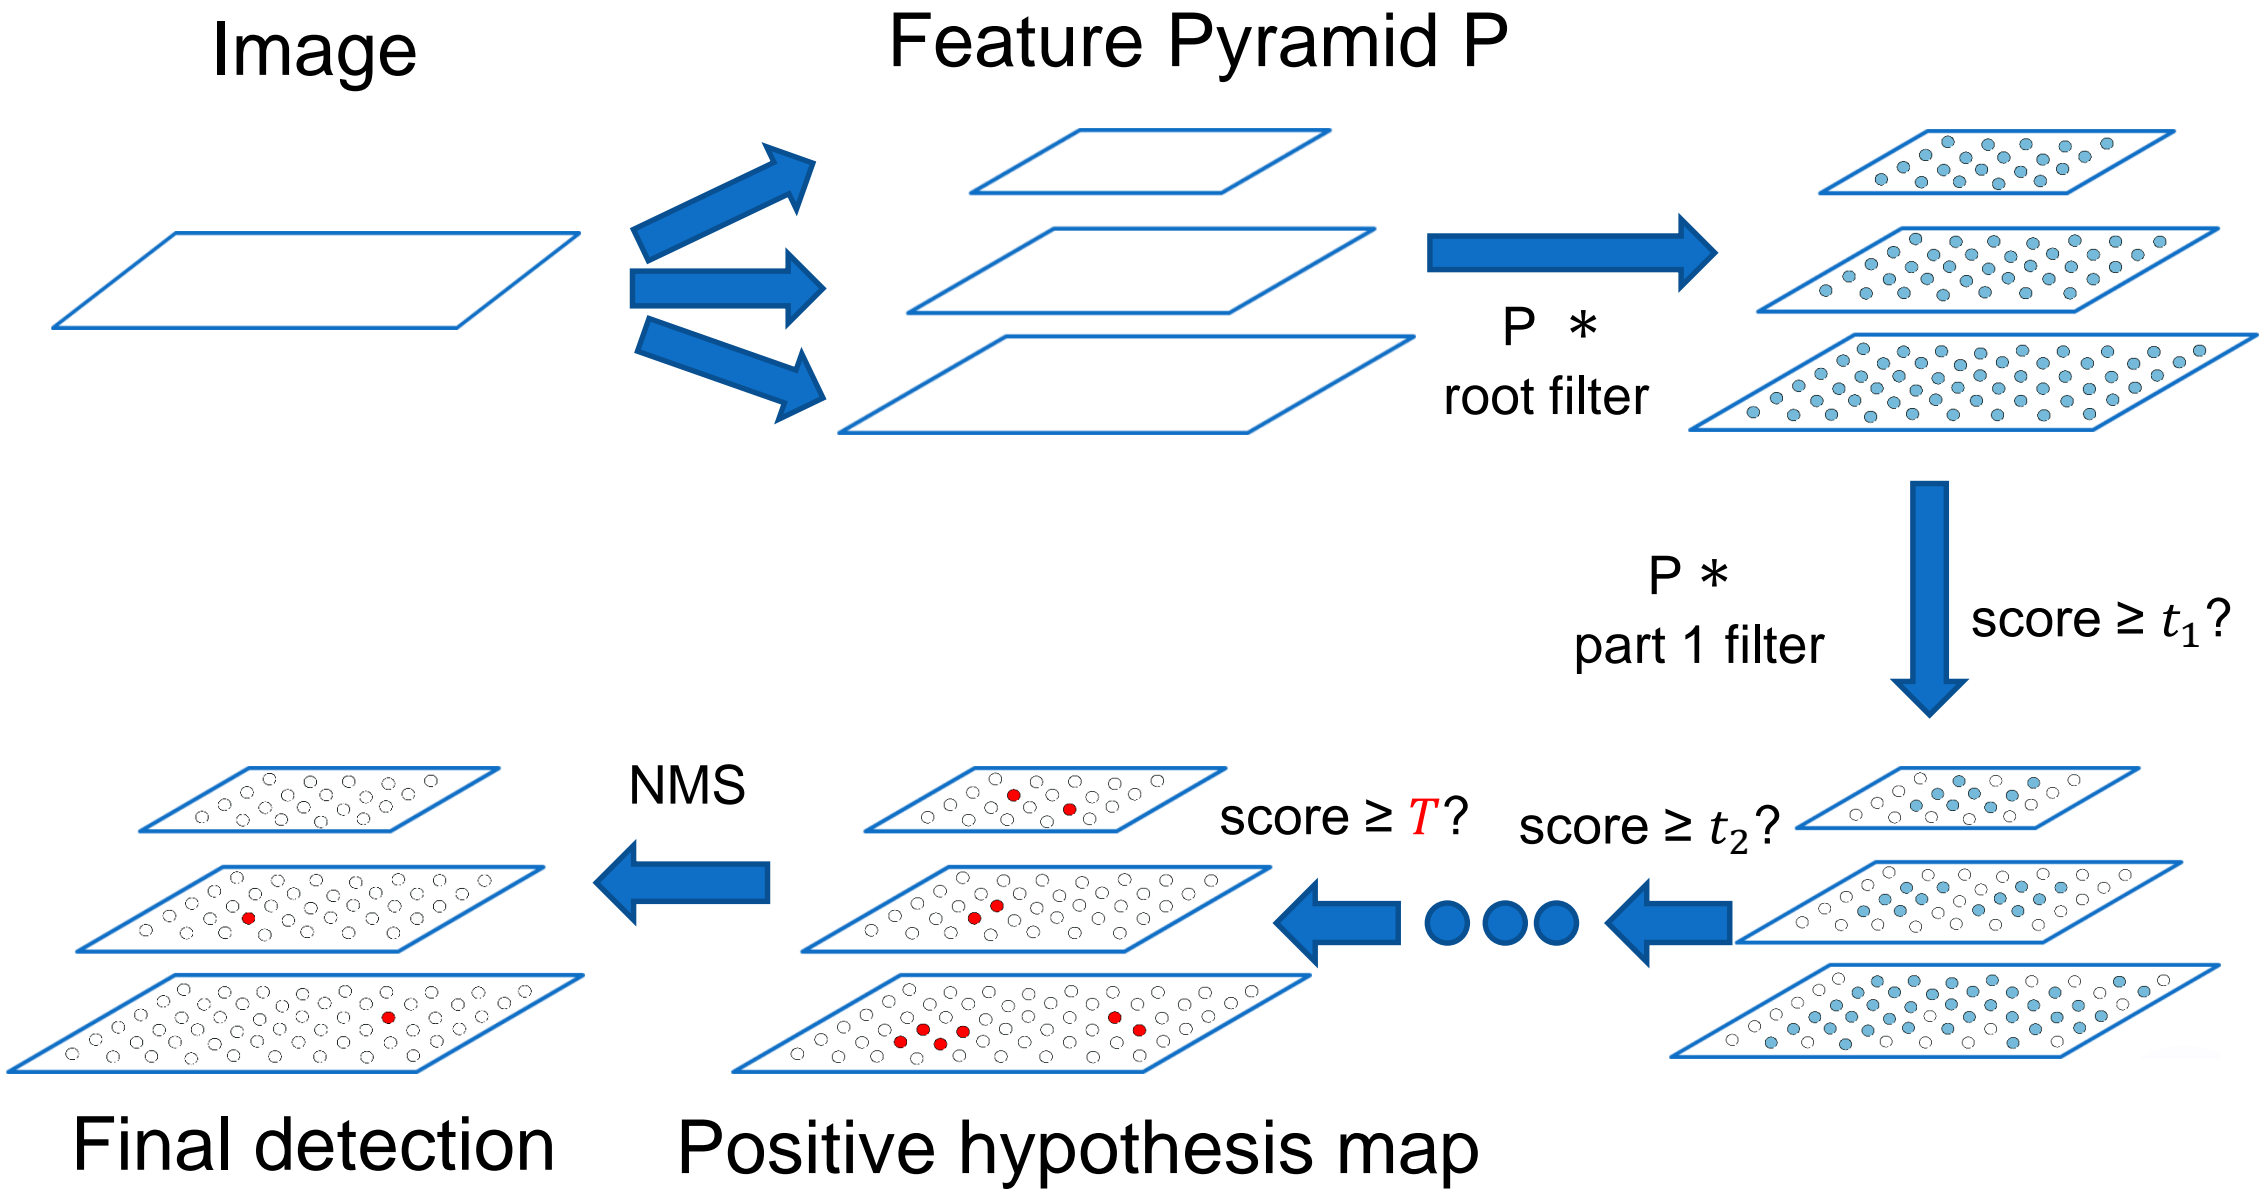 Image
Feature Pyramid P
P ∗
root filter
P ∗
part 1 filter
score ≥ t₁?
score ≥ t₂?
score ≥ T?
NMS
Final detection
Positive hypothesis map